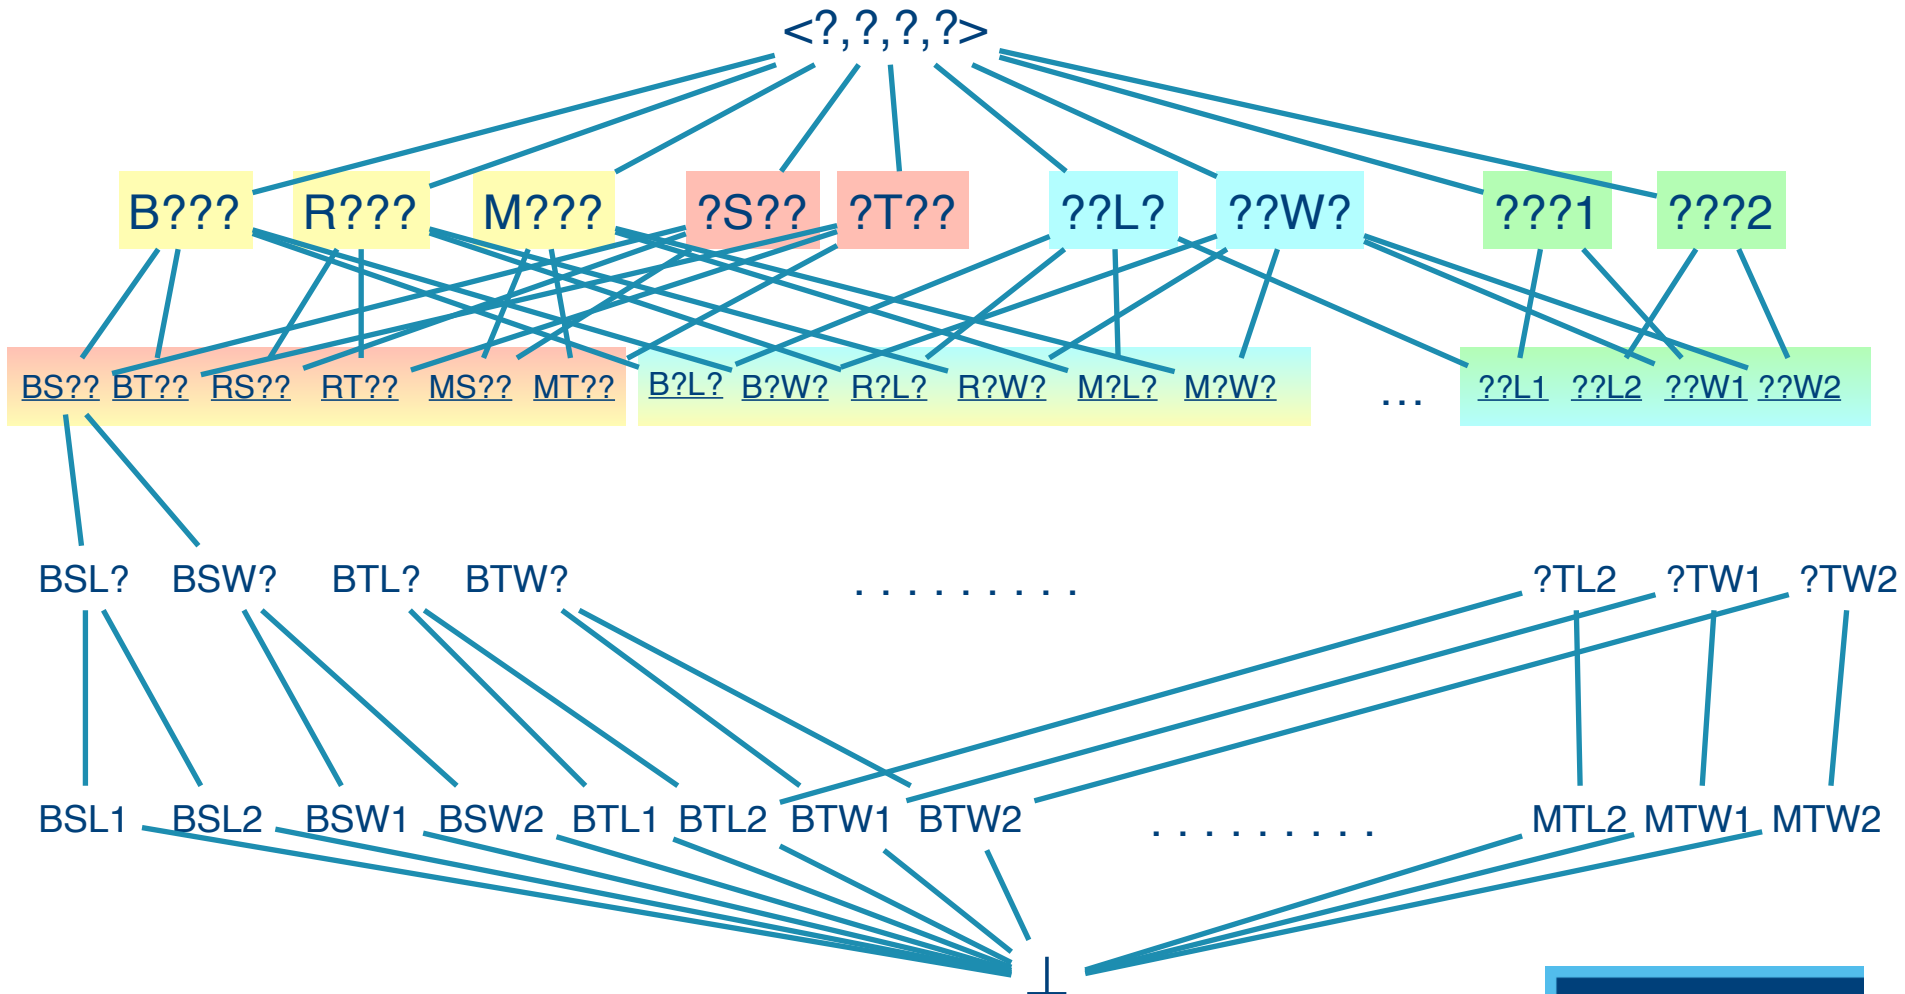 <?,?,?,?>
B??? R??? M??? ?S?? ?T?? ??L? ??W? ???1 ???2
BS?? BT?? RS?? RT?? MS?? MT?? B?L? B?W? R?L? R?W? M?L? M?W? ... ??L1 ??L2 ??W1 ??W2
BSL? BSW? BTL? BTW? . . . . . . . . . ?TL2 ?TW1 ?TW2
BSL1 BSL2 BSW1 BSW2 BTL1 BTL2 BTW1 BTW2 . . . . . . . . . MTL2 MTW1 MTW2
⊥